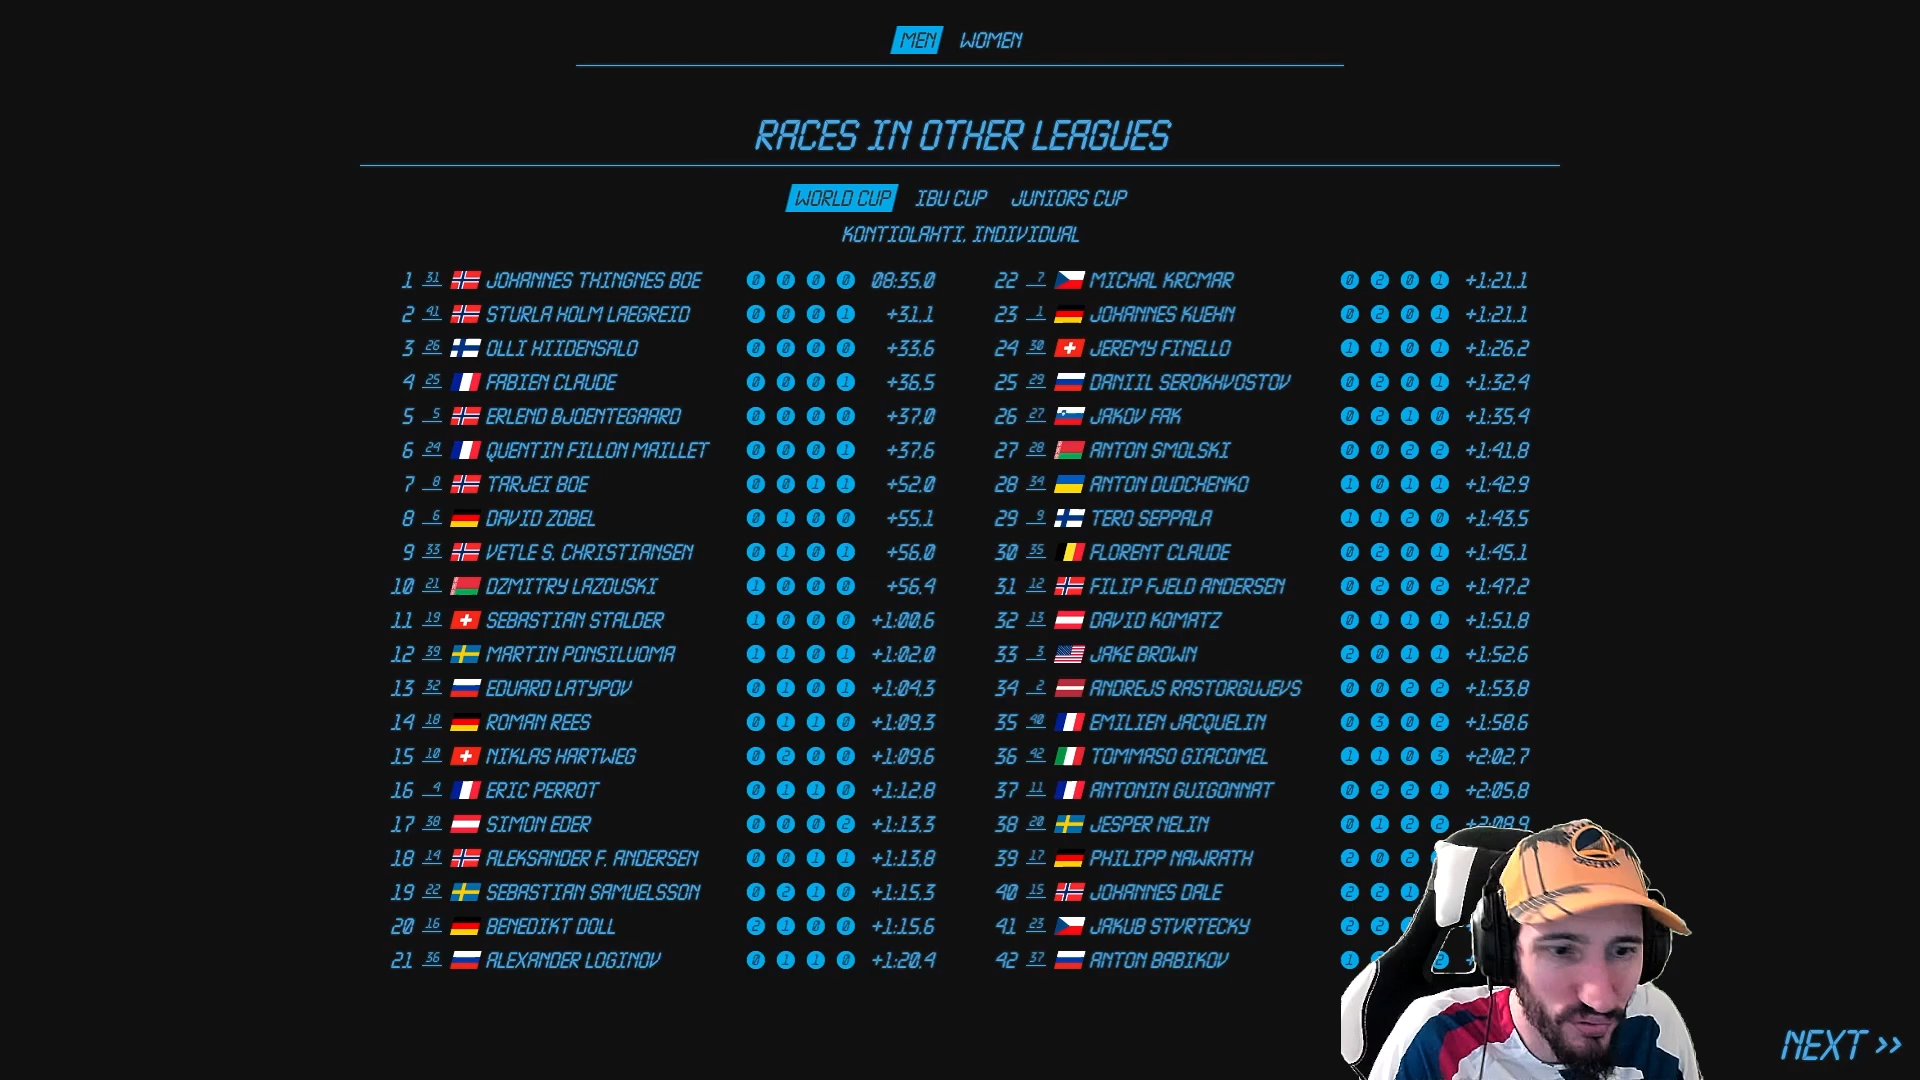 MEN WOMEN
RACES IN OTHER LEAGUES
WORLD CUP IBU CUP JUNIORS CUP
KONTIOLAHTI, INDIVIDUAL
1 31 JOHANNES THINGNES BOE 0 0 0 0 08:35.0
2 41 STURLA HOLM LAEGREID 0 0 0 1 +31.1
3 26 OLLI HIIDENSALO 0 0 0 0 +33.6
4 25 FABIEN CLAUDE 0 0 0 1 +36.5
5 5 ERLEND BJOENTEGAARD 0 0 0 0 +37.0
6 24 QUENTIN FILLON MAILLET 0 0 0 1 +37.6
7 8 TARJEI BOE 0 0 1 1 +52.0
8 6 DAVID ZOBEL 0 1 0 0 +55.1
9 33 VETLE S. CHRISTIANSEN 0 1 0 1 +56.0
10 21 DZMITRY LAZOUSKI 1 0 0 0 +56.4
11 19 SEBASTIAN STALDER 1 0 0 0 +1:00.6
12 39 MARTIN PONSILUOMA 1 1 0 1 +1:02.0
13 32 EDUARD LATYPOV 0 1 0 1 +1:04.3
14 18 ROMAN REES 0 1 1 0 +1:09.3
15 10 NIKLAS HARTWEG 0 2 0 0 +1:09.6
16 4 ERIC PERROT 0 1 1 0 +1:12.8
17 38 SIMON EDER 0 0 0 2 +1:13.3
18 14 ALEKSANDER F. ANDERSEN 0 0 1 1 +1:13.8
19 22 SEBASTIAN SAMUELSSON 0 2 1 0 +1:15.3
20 16 BENEDIKT DOLL 2 1 0 0 +1:15.6
21 36 ALEXANDER LOGINOV 0 1 1 0 +1:20.4
22 7 MICHAL KRCMAR 0 2 0 1 +1:21.1
23 1 JOHANNES KUEHN 0 2 0 1 +1:21.1
24 30 JEREMY FINELLO 1 1 0 1 +1:26.2
25 29 DANIIL SEROKHVOSTOV 0 2 0 1 +1:32.4
26 27 JAKOV FAK 0 2 1 0 +1:35.4
27 28 ANTON SMOLSKI 0 0 2 2 +1:41.8
28 34 ANTON DUDCHENKO 1 0 1 1 +1:42.9
29 9 TERO SEPPALA 1 1 2 0 +1:43.5
30 35 FLORENT CLAUDE 0 2 0 1 +1:45.1
31 12 FILIP FJELD ANDERSEN 0 2 0 2 +1:47.2
32 13 DAVID KOMATZ 0 1 1 1 +1:51.8
33 3 JAKE BROWN 2 0 1 1 +1:52.6
34 2 ANDREJS RASTORGUJEVS 0 0 2 2 +1:53.8
35 40 EMILIEN JACQUELIN 0 3 0 2 +1:58.6
36 42 TOMMASO GIACOMEL 1 1 0 3 +2:02.7
37 11 ANTONIN GUIGONNAT 0 2 2 1 +2:05.8
38 20 JESPER NELIN 0 1 2 2 +2:08.9
39 17 PHILIPP NAWRATH 2 0 2
40 15 JOHANNES DALE 2 2 1
41 23 JAKUB STVRTECKY 2 2
42 37 ANTON BABIKOV 1 2
NEXT >>